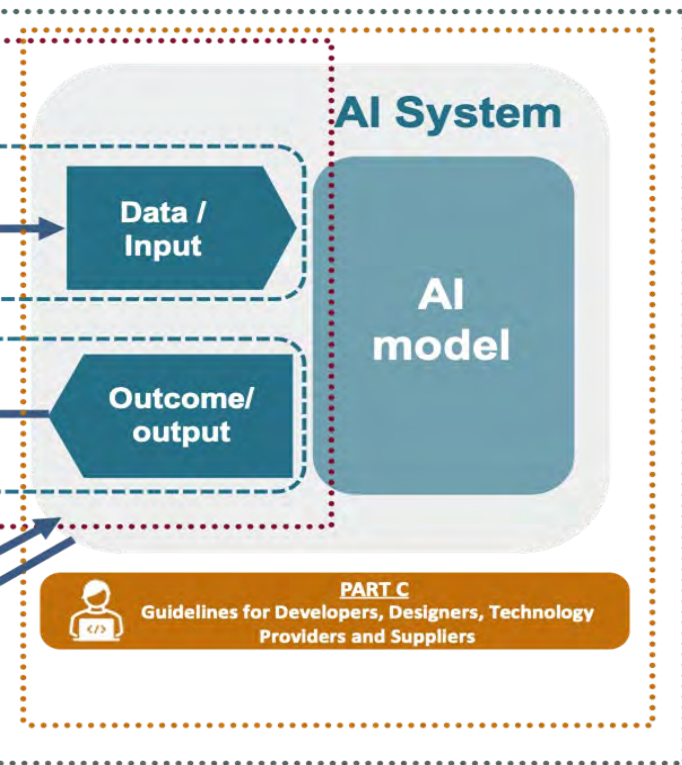 AI System
Data /
Input
AI
model
Outcome/
output
PART C
Guidelines for Developers, Designers, Technology
Providers and Suppliers
</>